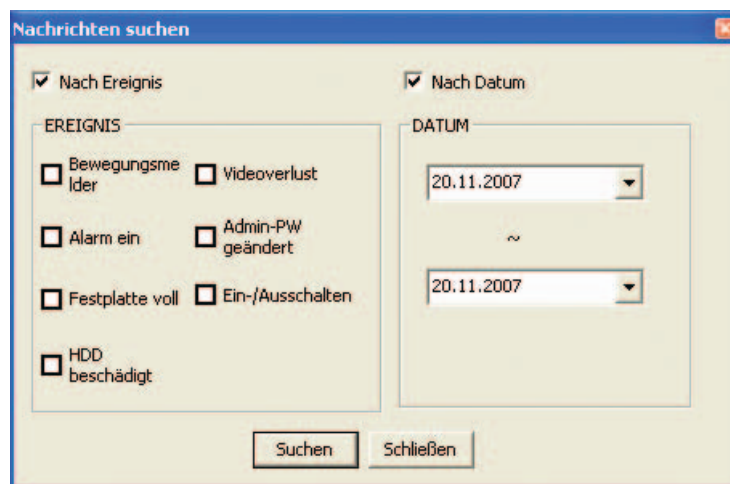 Nachrichten suchen
Nach Ereignis
Nach Datum
EREIGNIS
Bewegungsme
lder
Videoverlust
Alarm ein
Admin-PW
geändert
Festplatte voll
Ein-/Ausschalten
HDD
beschädigt
DATUM
20.11.2007
~
20.11.2007
Suchen
Schließen